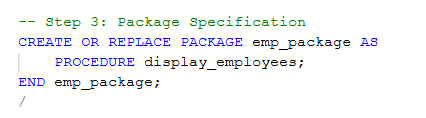 -- Step 3: Package Specification
CREATE OR REPLACE PACKAGE emp_package AS
    PROCEDURE display_employees;
END emp_package;
/